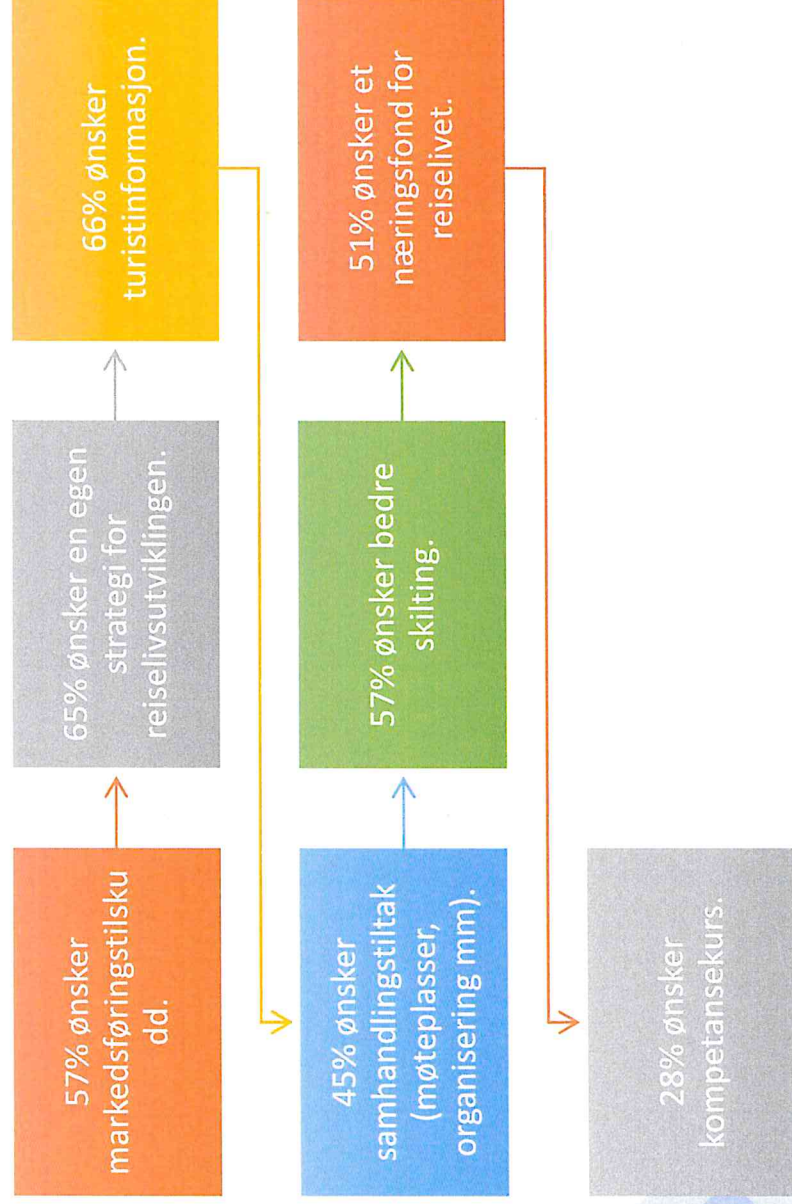 57% ønsker
markedsføringstilsku
dd.
65% ønsker en egen
strategi for
reiselivsutviklingen.
66% ønsker
turistinformasjon.
45% ønsker
samhandlingstiltak
(møteplasser,
organisering mm).
57% ønsker bedre
skilting.
51% ønsker et
næringsfond for
reiselivet.
28% ønsker
kompetansekurs.